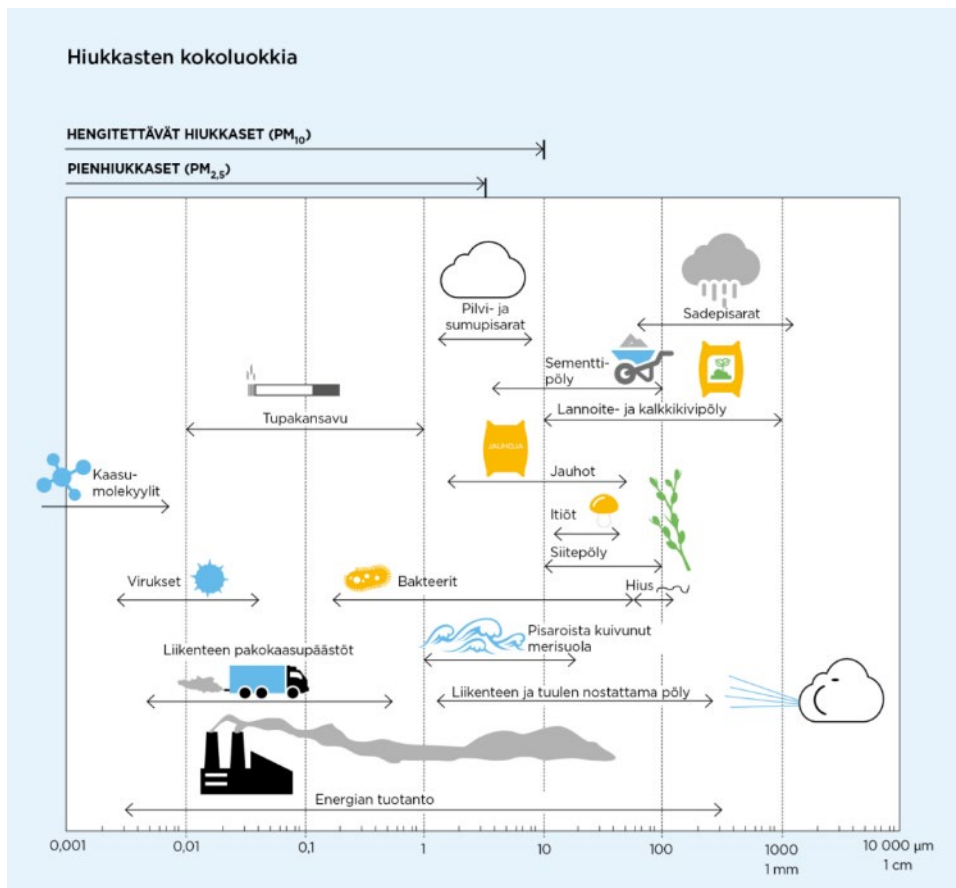 Hiukkasten kokoluokkia
HENGITETTÄVÄT HIUKKASET (PM10)
PIENHIUKKASET (PM2,5)
Pilvi- ja
sumupisarat
Sadepisarat
Sementti-
pöly
Tupakansavu
Lannoite- ja kalkkikivipöly
JAUHOJA
Kaasu-
molekyylit
Jauhot
Itiöt
Siitepöly
Virukset
Bakteerit
Hius
Liikenteen pakokaasupäästöt
Pisaroista kuivunut
merisuola
Liikenteen ja tuulen nostattama pöly
Energian tuotanto
0,001 0,01 0,1 1 10 100 1000 10 000 µm
1 mm 1 cm